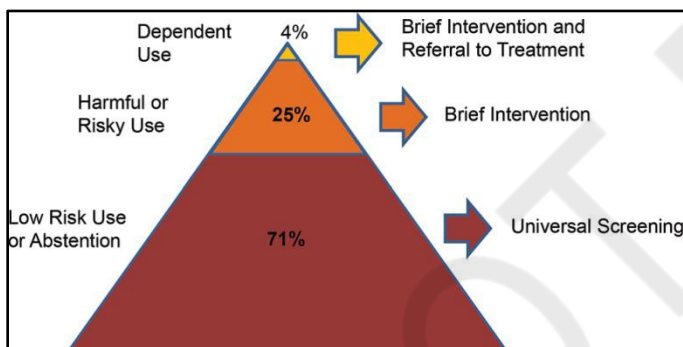 Dependent
Use
4%
Brief Intervention and
Referral to Treatment
Harmful or
Risky Use
25%
Brief Intervention
Low Risk Use
or Abstention
71%
Universal Screening